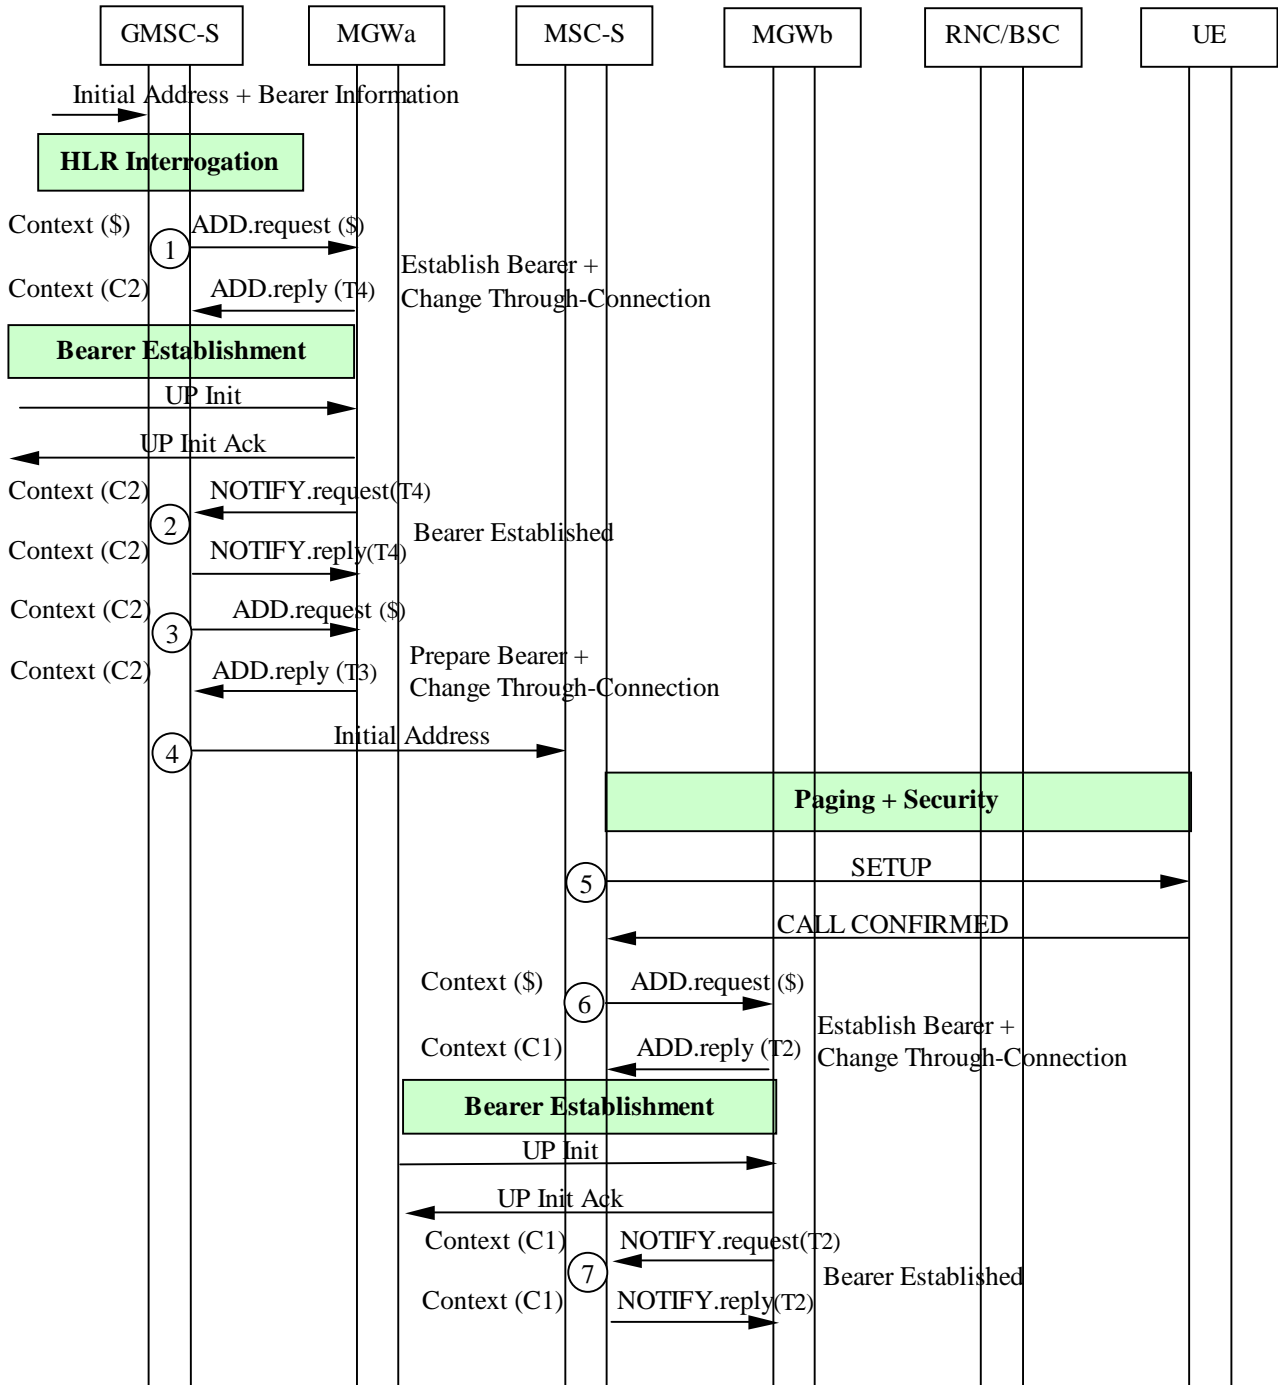 GMSC-S MGWa MSC-S MGWb RNC/BSC UE
Initial Address + Bearer Information
HLR Interrogation
Context ($) ADD.request ($)
1
Establish Bearer +
Context (C2) ADD.reply (T4)
Change Through-Connection
Bearer Establishment
UP Init
UP Init Ack
Context (C2) NOTIFY.request(T4)
2
Bearer Established
Context (C2) NOTIFY.reply(T4)
Context (C2) ADD.request ($)
3
Prepare Bearer +
Context (C2) ADD.reply (T3)
Change Through-Connection
Initial Address
4
Paging + Security
SETUP
5
CALL CONFIRMED
Context ($) ADD.request ($)
6
Establish Bearer +
Context (C1) ADD.reply (T2)
Change Through-Connection
Bearer Establishment
UP Init
UP Init Ack
Context (C1) NOTIFY.request(T2)
7
Bearer Established
Context (C1) NOTIFY.reply(T2)